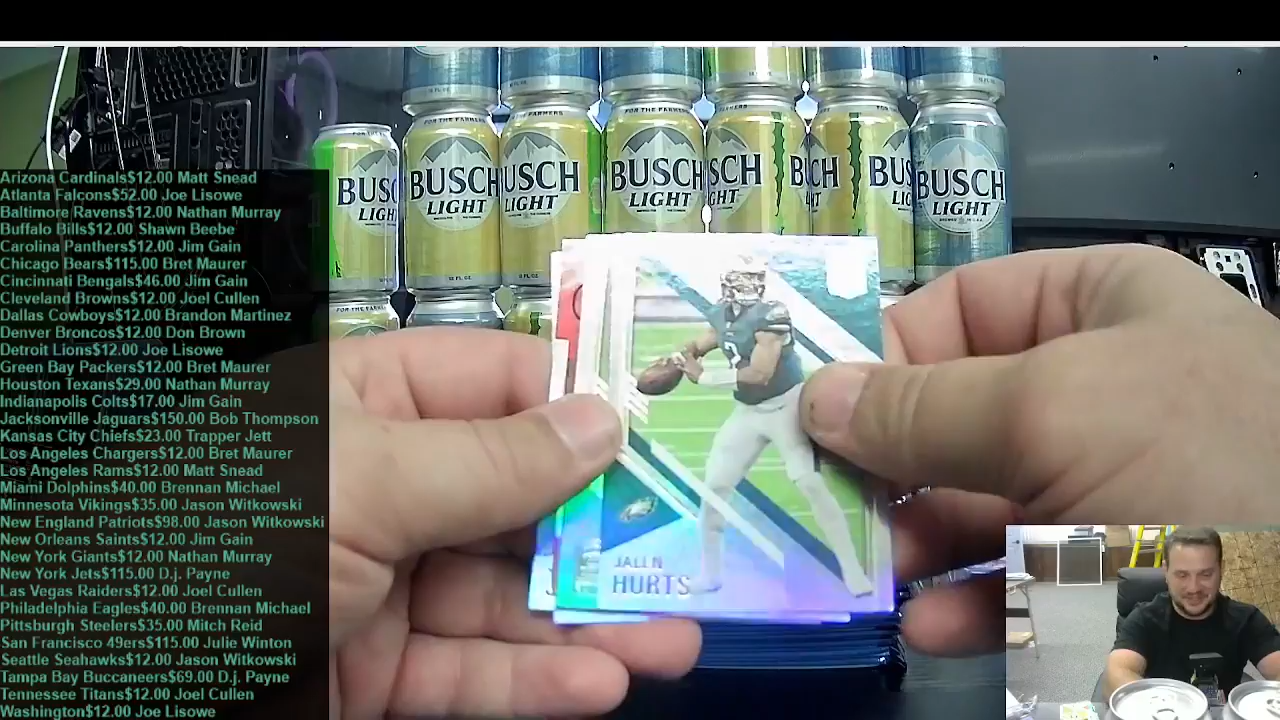 Arizona Cardinals$12.00 Matt Snead
Atlanta Falcons$52.00 Joe Lisowe
Baltimore Ravens$12.00 Nathan Murray
Buffalo Bills$12.00 Shawn Beebe
Carolina Panthers$12.00 Jim Gain
Chicago Bears$115.00 Bret Maurer
Cincinnati Bengals$46.00 Jim Gain
Cleveland Browns$12.00 Joel Cullen
Dallas Cowboys$12.00 Brandon Martinez
Denver Broncos$12.00 Don Brown
Detroit Lions$12.00 Joe Lisowe
Green Bay Packers$12.00 Bret Maurer
Houston Texans$29.00 Nathan Murray
Indianapolis Colts$17.00 Jim Gain
Jacksonville Jaguars$150.00 Bob Thompson
Kansas City Chiefs$23.00 Trapper Jett
Los Angeles Chargers$12.00 Bret Maurer
Los Angeles Rams$12.00 Matt Snead
Miami Dolphins$40.00 Brennan Michael
Minnesota Vikings$35.00 Jason Witkowski
New England Patriots$98.00 Jason Witkowski
New Orleans Saints$12.00 Jim Gain
New York Giants$12.00 Nathan Murray
New York Jets$115.00 D.j. Payne
Las Vegas Raiders$12.00 Joel Cullen
Philadelphia Eagles$40.00 Brennan Michael
Pittsburgh Steelers$35.00 Mitch Reid
San Francisco 49ers$115.00 Julie Winton
Seattle Seahawks$12.00 Jason Witkowski
Tampa Bay Buccaneers$69.00 D.j. Payne
Tennessee Titans$12.00 Joel Cullen
Washington$12.00 Joe Lisowe
FOR THE FARMERS
BUSCH
LIGHT
BUSCH
LIGHT
BUSCH
LIGHT
BUSCH
LIGHT
BUSCH
LIGHT
JALEN
HURTS
2